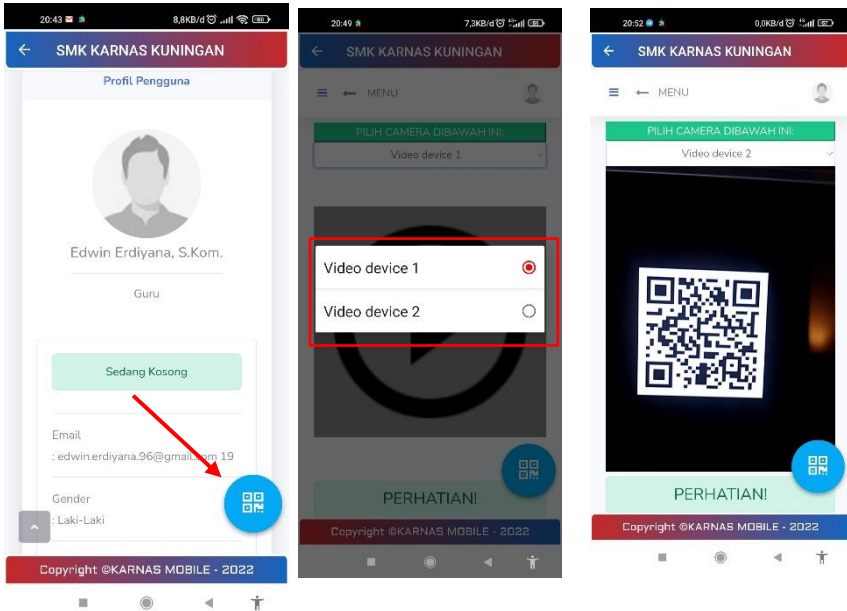 20:43 8,8KB/d 60
SMK KARNAS KUNINGAN
Profil Pengguna
Edwin Erdiyana, S.Kom.
Guru
Sedang Kosong
Email
: edwin.erdiyana.96@gmail.com 19
Gender
: Laki-Laki
Copyright ©KARNAS MOBILE - 2022
20:49 7,3KB/d
SMK KARNAS KUNINGAN
MENU
PILIH CAMERA DIBAWAH INI:
Video device 1
Video device 1
Video device 2
PERHATIAN!
Copyright ©KARNAS MOBILE - 2022
20:52 0,0KB/d
SMK KARNAS KUNINGAN
MENU
PILIH CAMERA DIBAWAH INI:
Video device 2
PERHATIAN!
Copyright ©KARNAS MOBILE - 2022